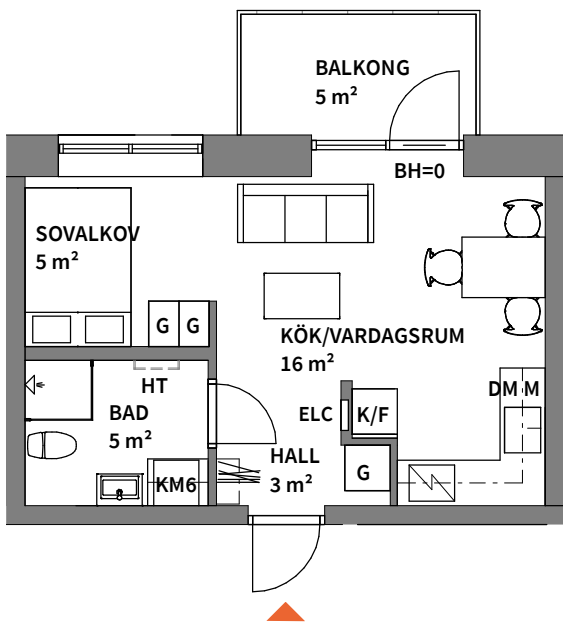 BALKONG
5 m²
BH=0
SOVALKOV
5 m²
G G
KÖK/VARDAGSRUM
16 m²
HT
DM M
BAD
5 m²
ELC
K/F
HALL
3 m²
G
KM6